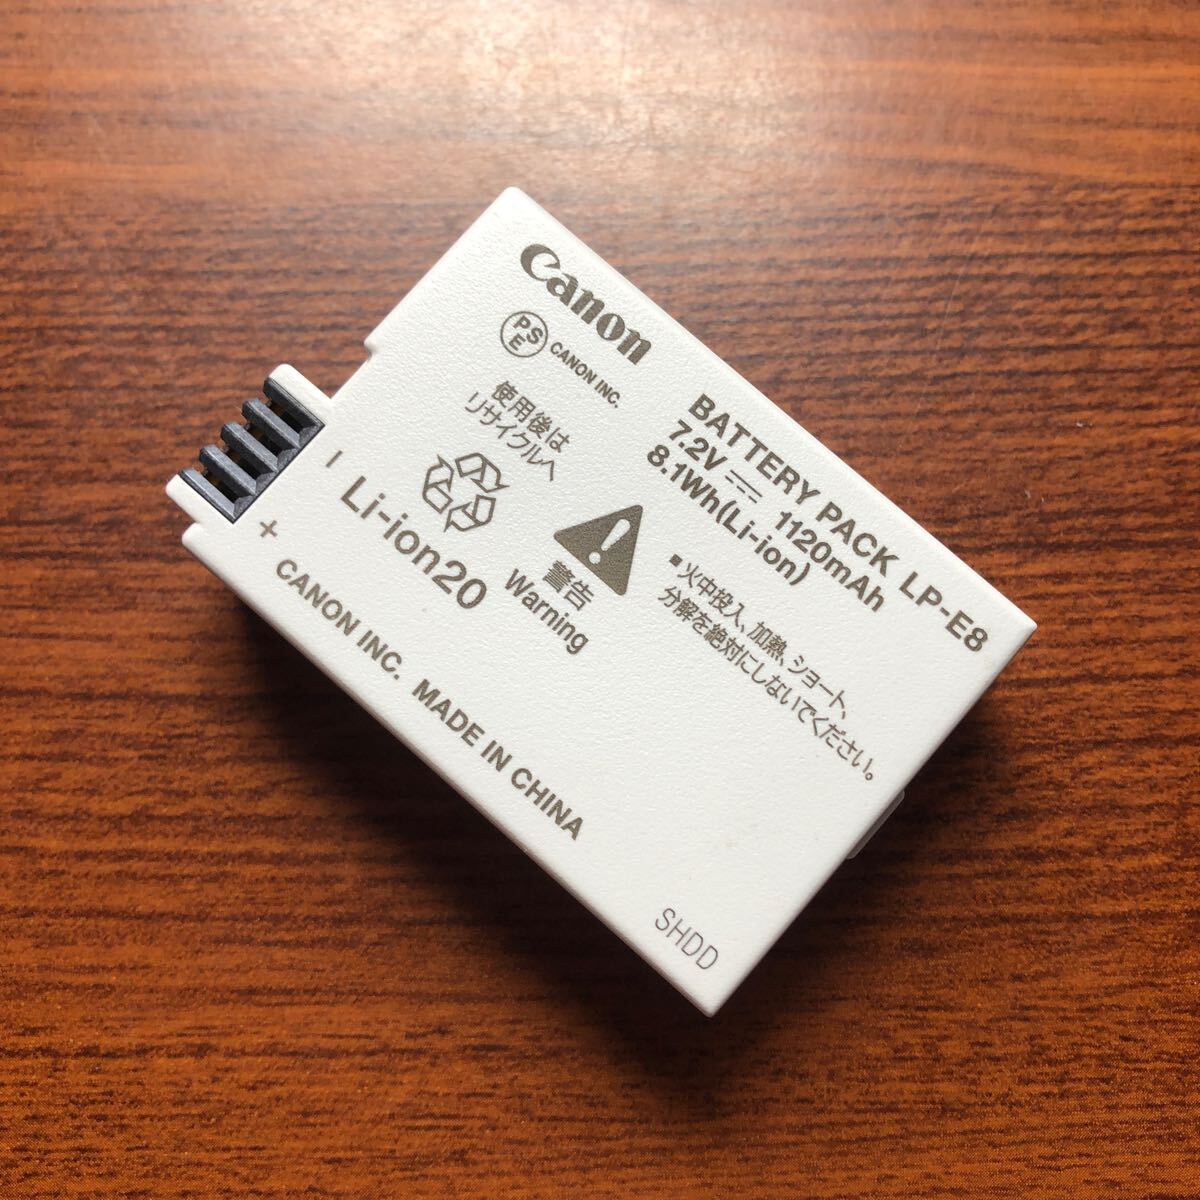 Canon
PSE CANON INC.
BATTERY PACK LP-E8
7.2V 1120mAh
8.1Wh(Li-ion)
使用後は
リサイクルへ
警告
Warning
■火中投入、加熱、ショート、
分解を絶対にしないでください。
− Li-ion20
+
CANON INC. MADE IN CHINA
SHDD